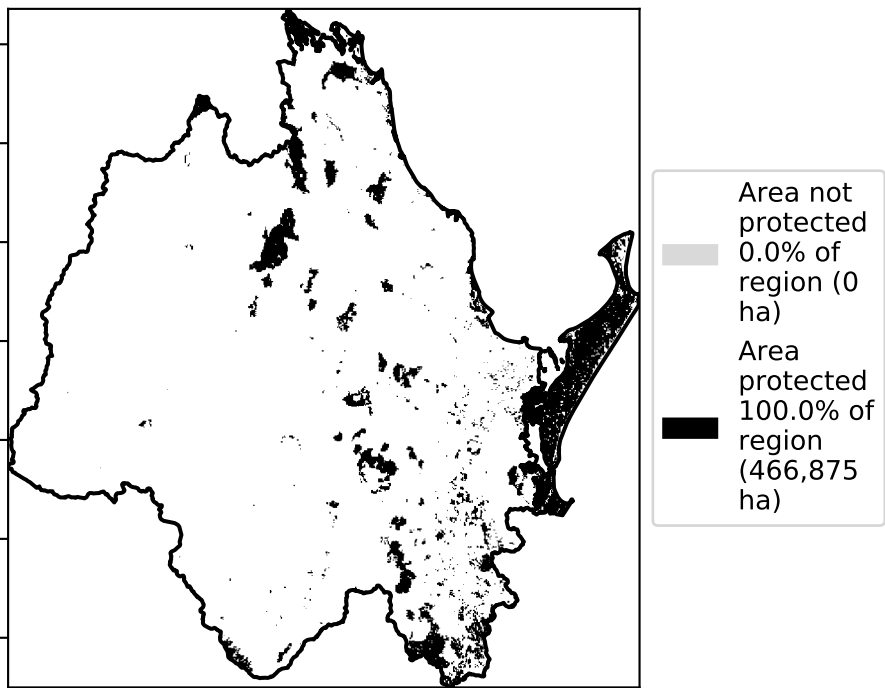 Area not
protected
0.0% of
region (0
ha)
Area
protected
100.0% of
region
(466,875
ha)